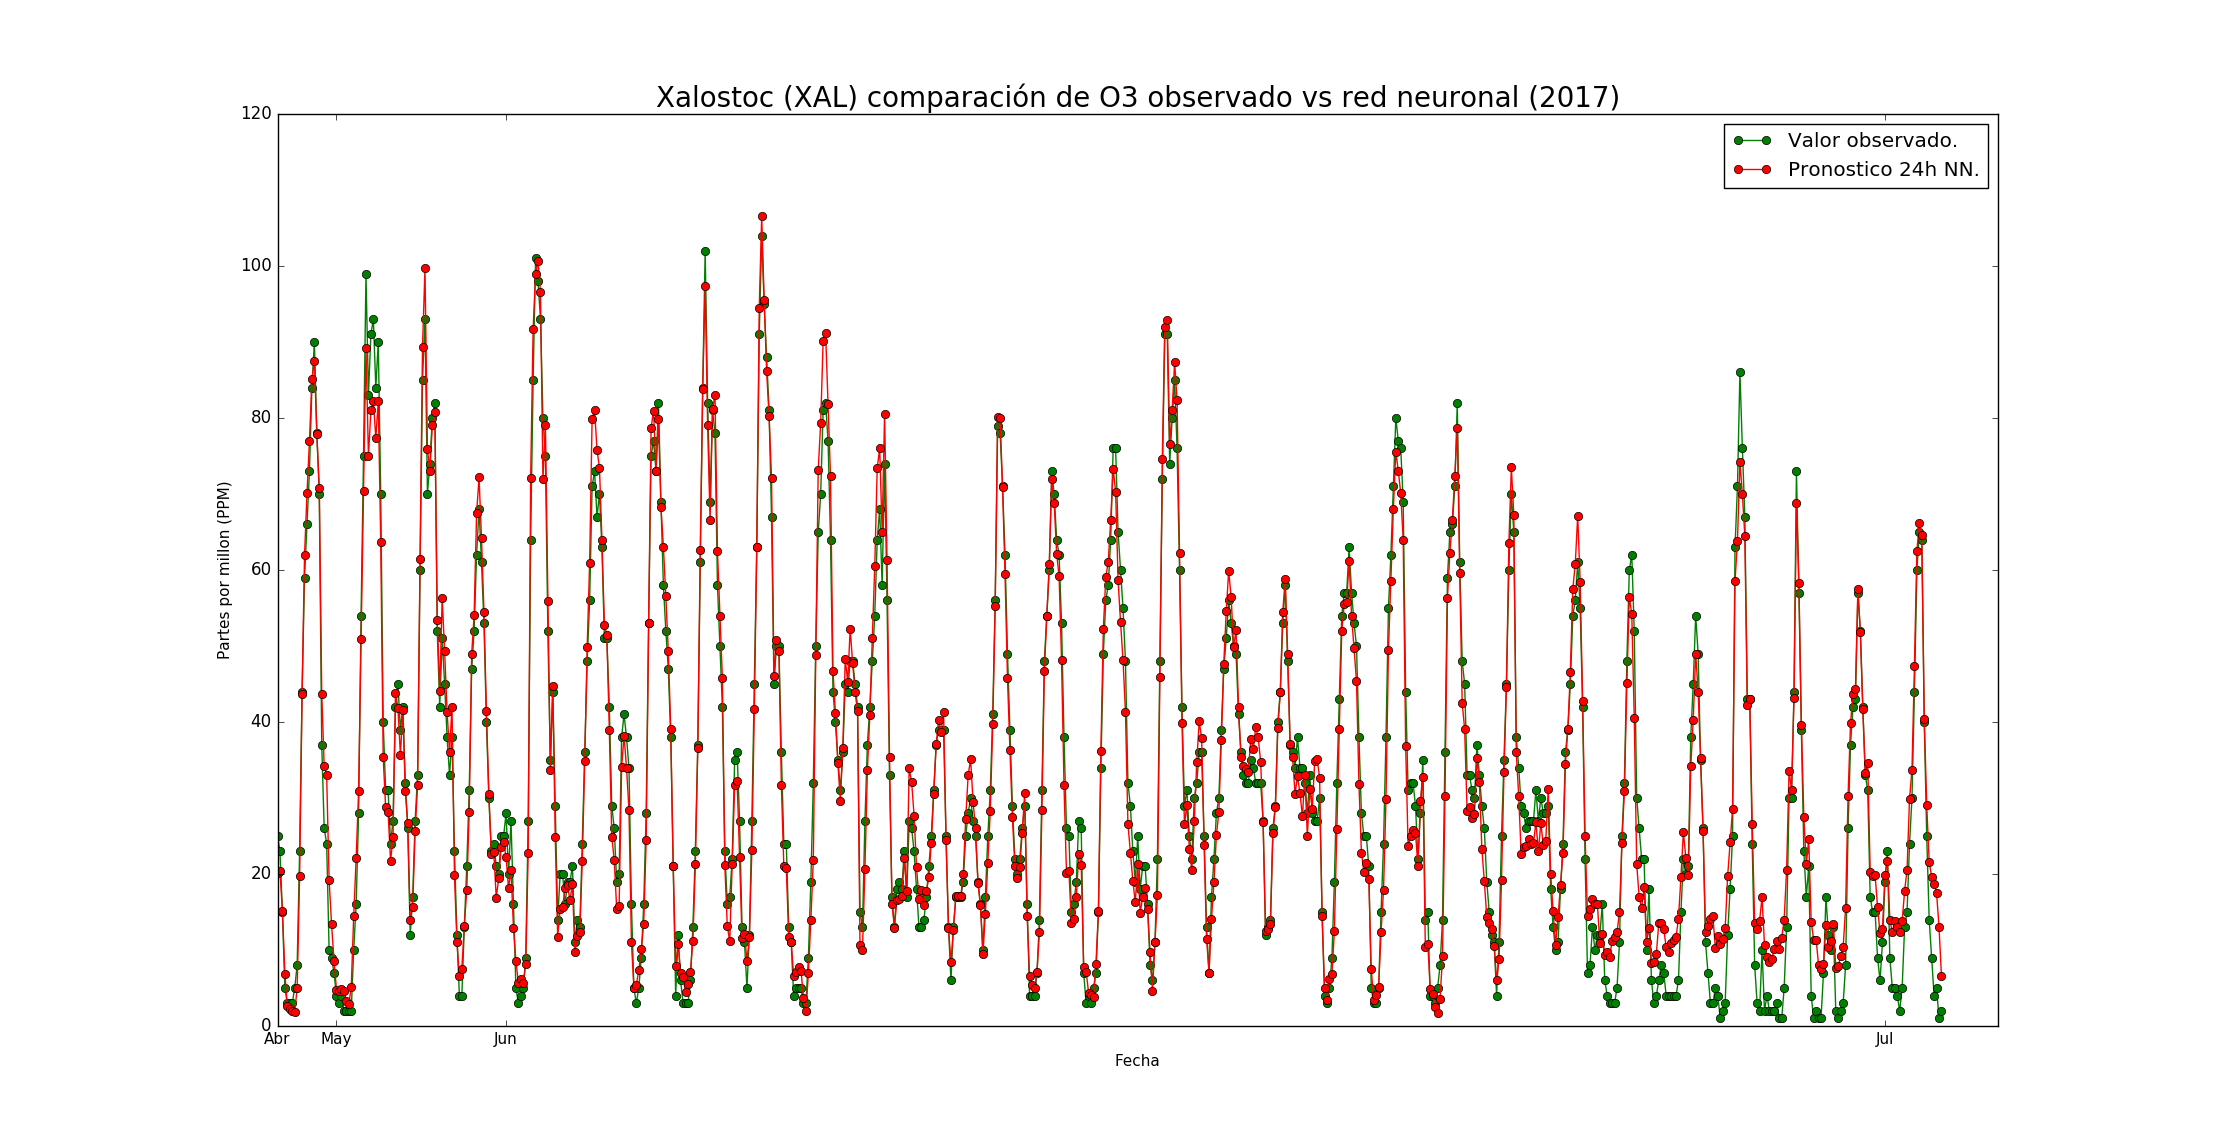 Xalostoc (XAL) comparación de O3 observado vs red neuronal (2017)
120
Valor observado.
Pronostico 24h NN.
100
80
Partes por millon (PPM)
60
40
20
0
Abr May Jun Jul
Fecha